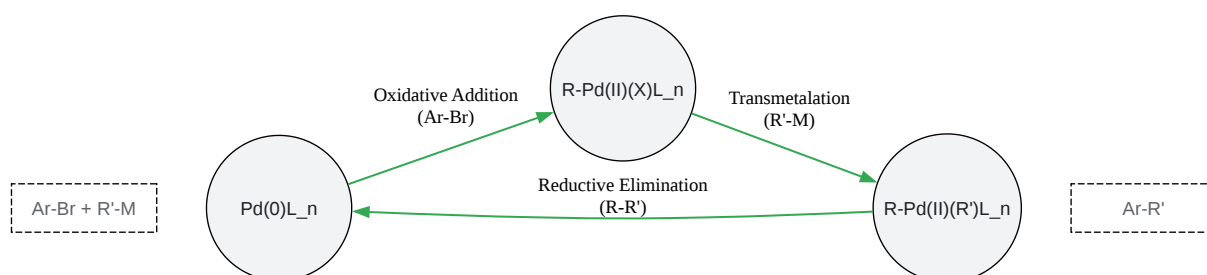 R-Pd(II)(X)L_n
Oxidative Addition
(Ar-Br)
Transmetalation
(R'-M)
Reductive Elimination
(R-R')
Ar-Br + R'-M
Pd(0)L_n
R-Pd(II)(R')L_n
Ar-R'